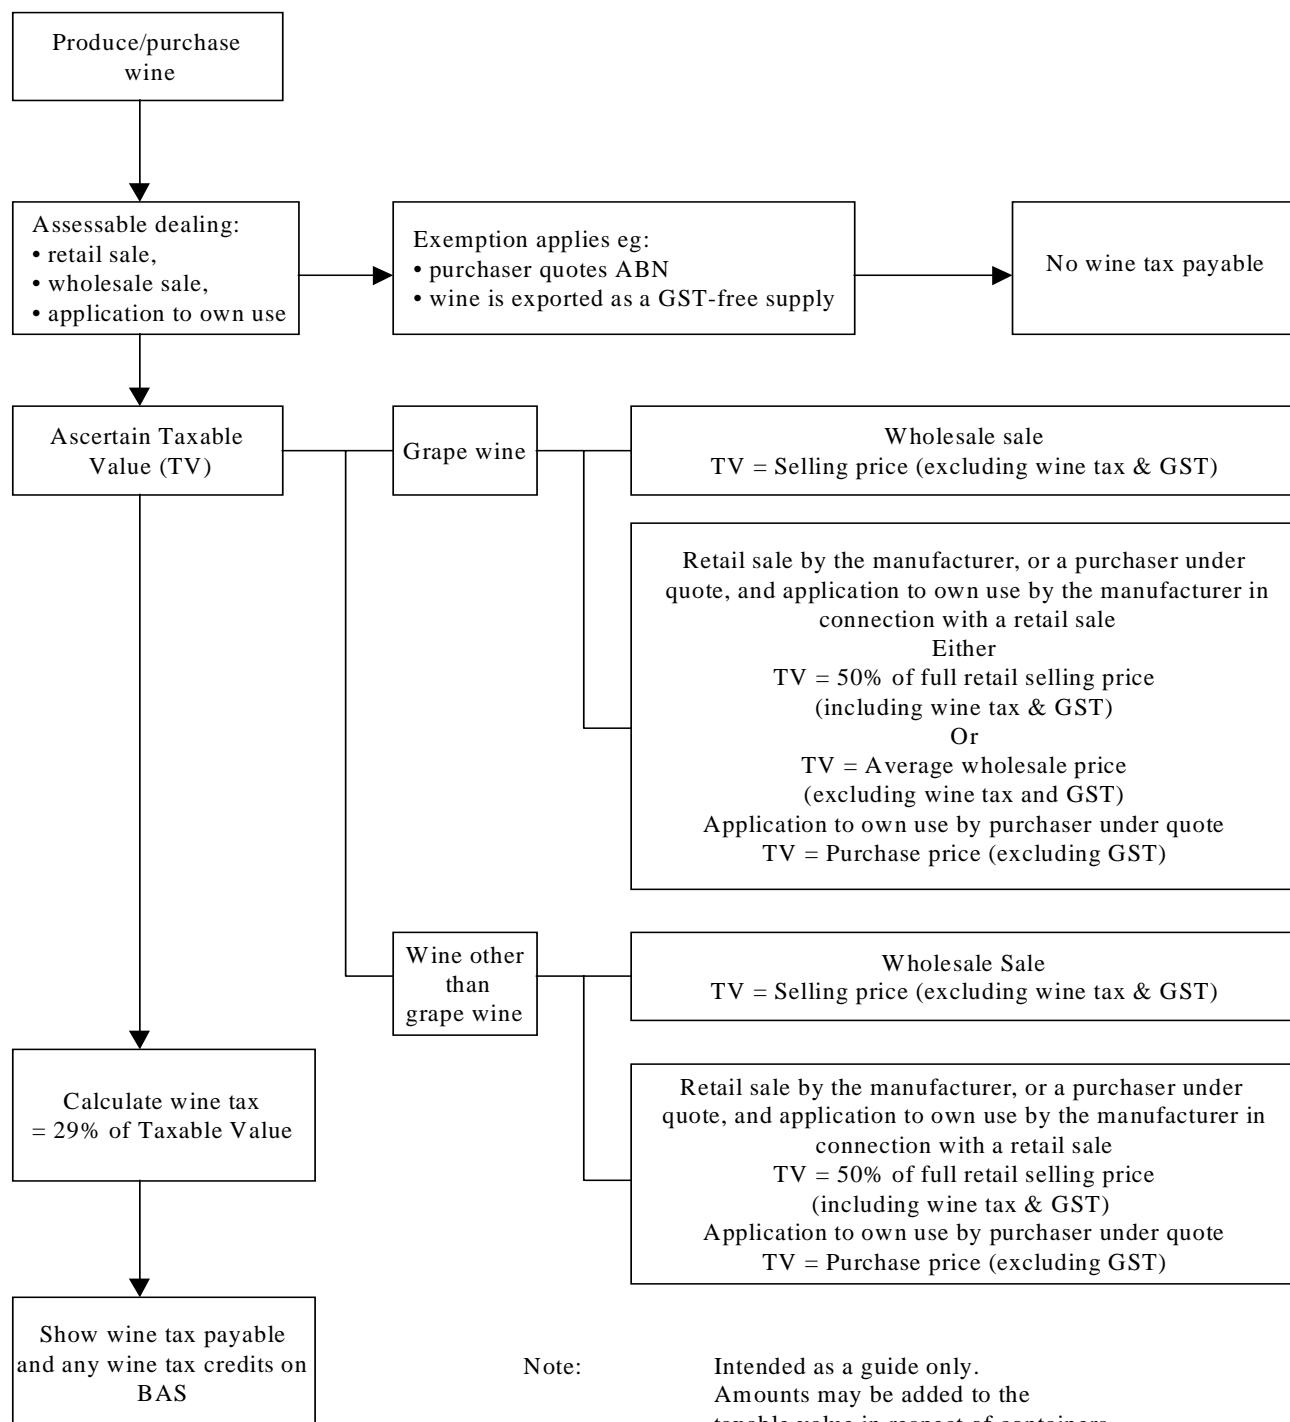 Produce/purchase
wine
Assessable dealing:
• retail sale,
• wholesale sale,
• application to own use
Exemption applies eg:
• purchaser quotes ABN
• wine is exported as a GST-free supply
No wine tax payable
Ascertain Taxable
Value (TV)
Grape wine
Wholesale sale
TV = Selling price (excluding wine tax & GST)
Retail sale by the manufacturer, or a purchaser under
quote, and application to own use by the manufacturer in
connection with a retail sale
Either
TV = 50% of full retail selling price
(including wine tax & GST)
Or
TV = Average wholesale price
(excluding wine tax and GST)
Application to own use by purchaser under quote
TV = Purchase price (excluding GST)
Wine other
than
grape wine
Wholesale Sale
TV = Selling price (excluding wine tax & GST)
Retail sale by the manufacturer, or a purchaser under
quote, and application to own use by the manufacturer in
connection with a retail sale
TV = 50% of full retail selling price
(including wine tax & GST)
Application to own use by purchaser under quote
TV = Purchase price (excluding GST)
Calculate wine tax
= 29% of Taxable Value
Show wine tax payable
and any wine tax credits on
BAS
Note: Intended as a guide only.
Amounts may be added to the
taxable value in respect of containers